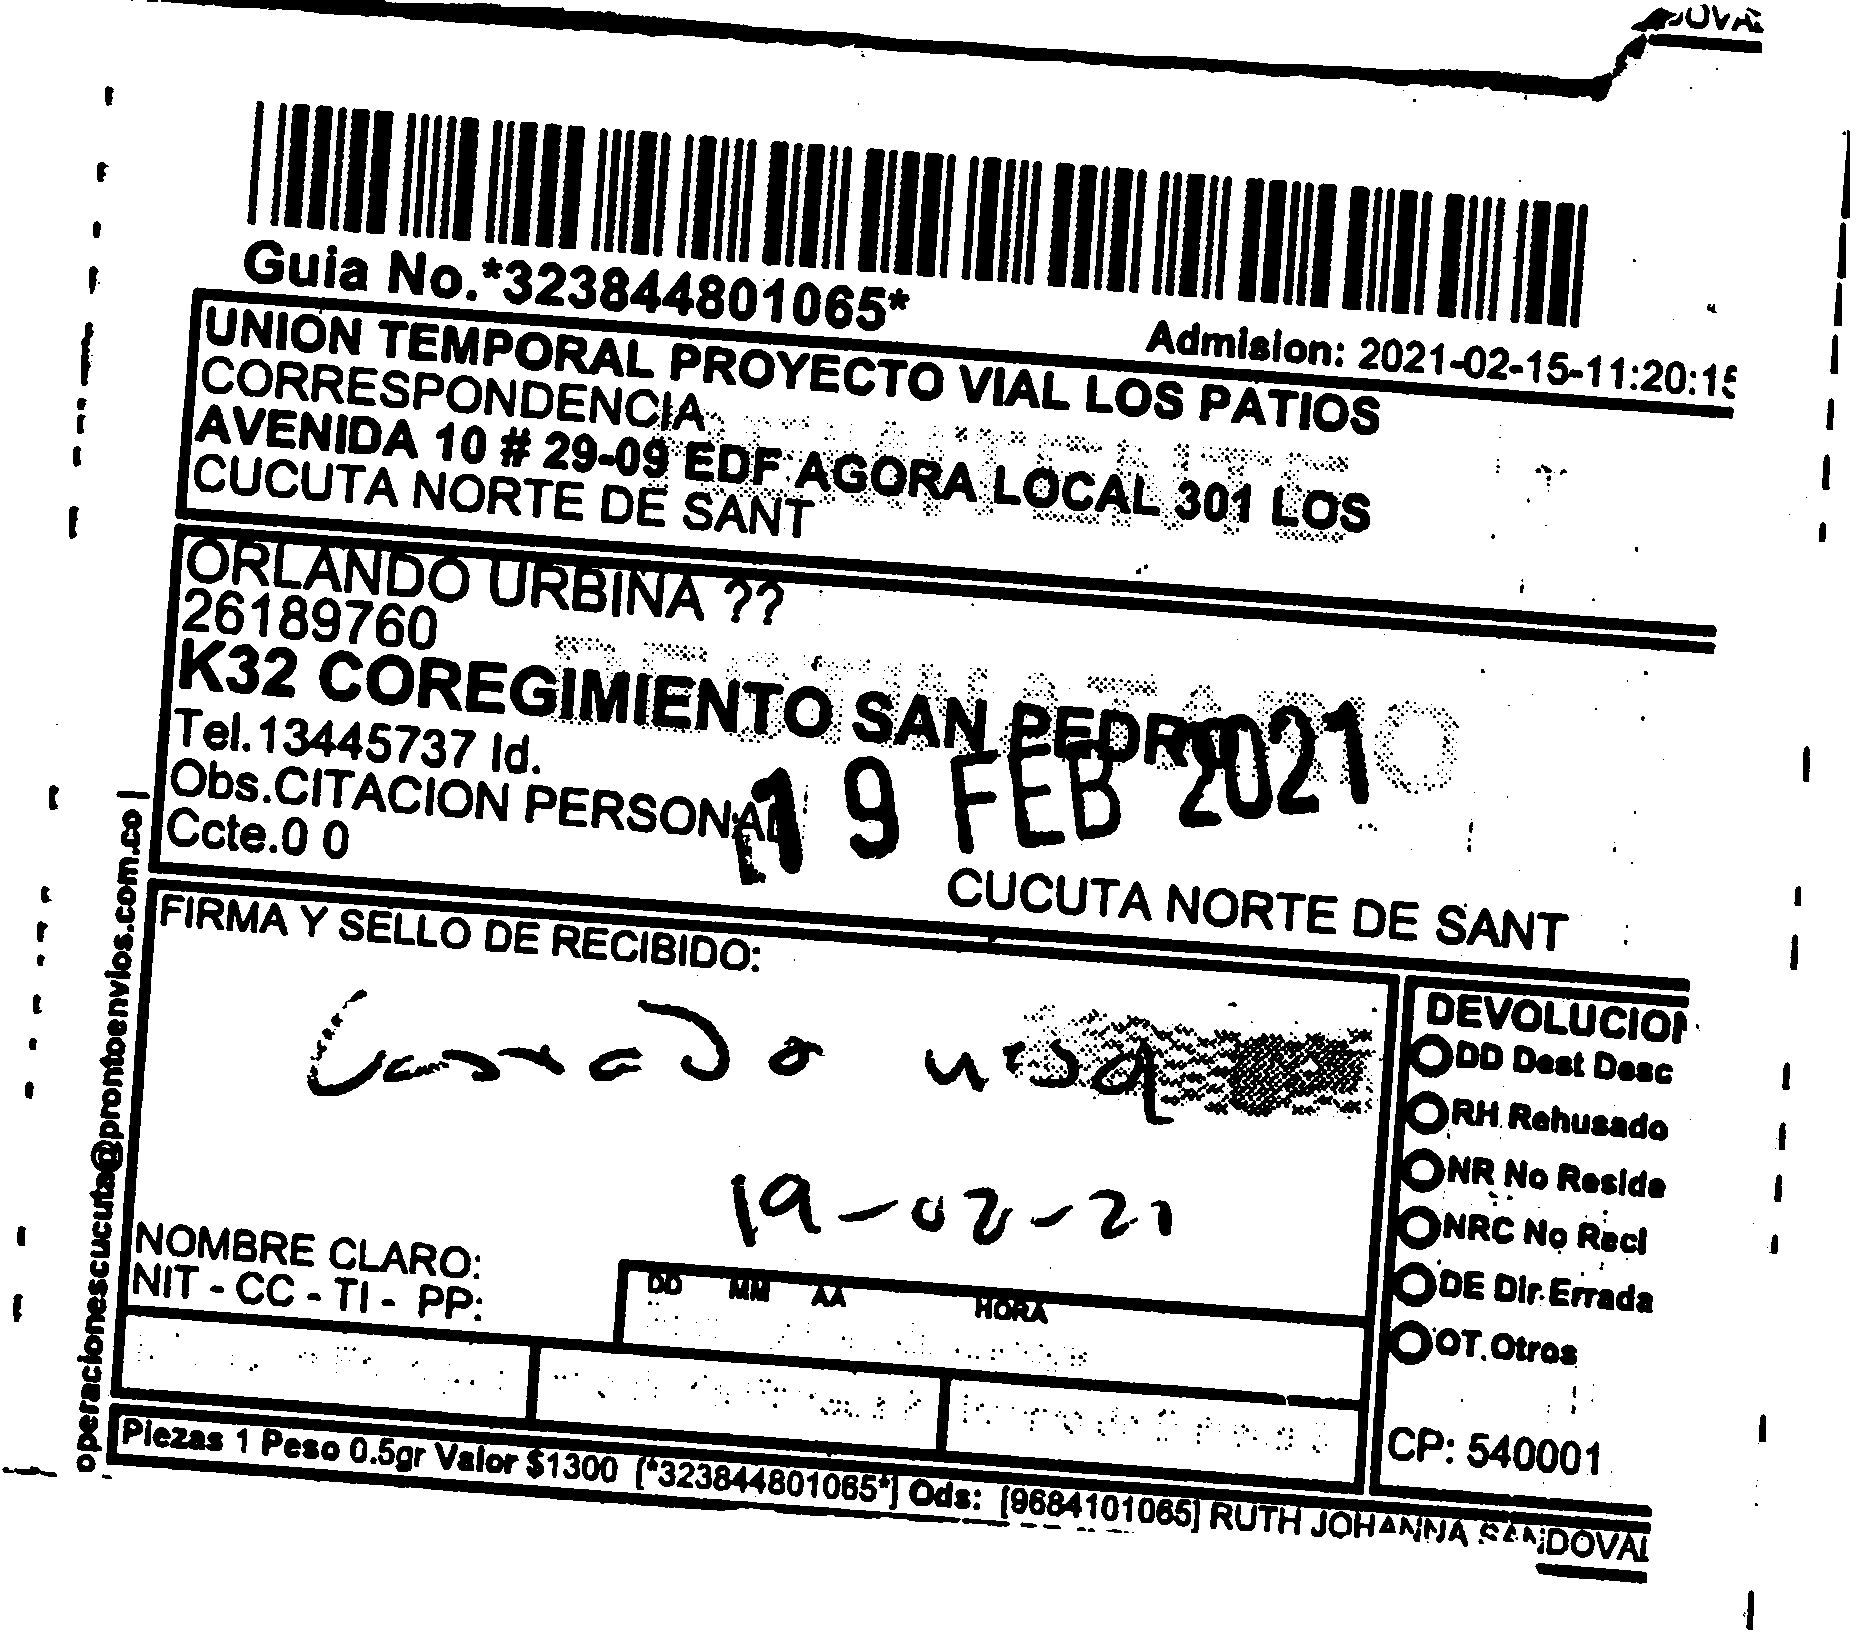 Guia No.*323844801065*
Admision: 2021-02-15-11:20:15
UNION TEMPORAL PROYECTO VIAL LOS PATIOS
CORRESPONDENCIA
AVENIDA 10 # 29-09 EDF AGORA LOCAL 301 LOS
CUCUTA NORTE DE SANT
REMITENTE
ORLANDO URBINA ??
26189760
K32 COREGIMIENTO SAN PEDRO
DESTINATARIO
Tel.13445737 Id.
Obs.CITACION PERSONAL
19 FEB 2021
Ccte.0 0
CUCUTA NORTE DE SANT
FIRMA Y SELLO DE RECIBIDO:
19-02-21
NOMBRE CLARO:
NIT - CC - TI - PP:
DD MM AA HORA
DEVOLUCION
DD Dest Desc
RH Rehusado
NR No Reside
NRC No Recl
DE Dir.Errada
OT.Otros
CP: 540001
Piezas 1 Peso 0.5gr Valor $1300 [*323844801065*] Ods: [9684101065] RUTH JOHANNA SANDOVAL
operacionescucuta@prontoenvios.com.co